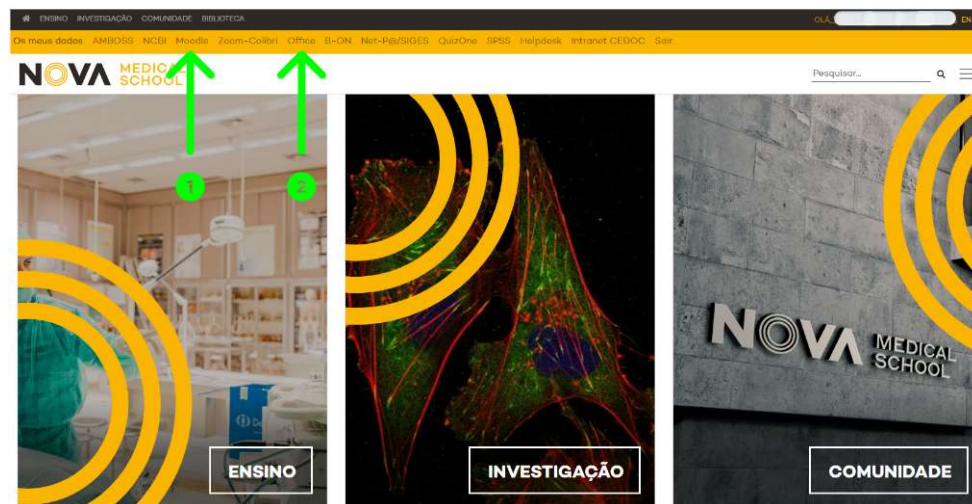 ENSINO INVESTIGAÇÃO COMUNIDADE BIBLIOTECA OLÁ, EN
Os meus dados AMBOSS NCBI Moodle Zoom-Colibri Office B-ON Net-P@/SIGES QuizOne SPSS Helpdesk Intranet CEDOC Sair
NOVA MEDICAL SCHOOL
Pesquisar...
1 2
NOVA MEDICAL
SCHOOL
ENSINO INVESTIGAÇÃO COMUNIDADE